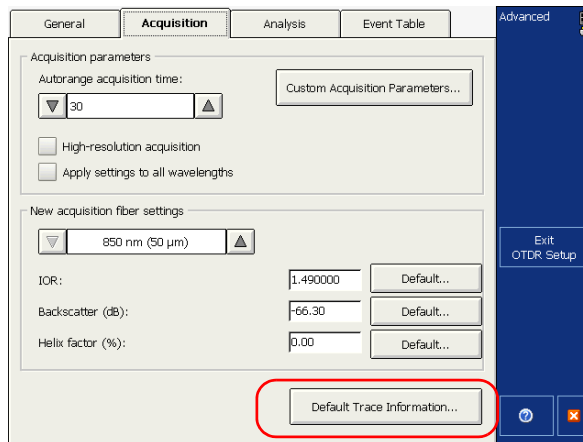 General Acquisition Analysis Event Table
Advanced
Acquisition parameters
Autorange acquisition time:
30
Custom Acquisition Parameters...
High-resolution acquisition
Apply settings to all wavelengths
New acquisition fiber settings
850 nm (50 µm)
IOR: 1.490000 Default...
Backscatter (dB): -66.30 Default...
Helix factor (%): 0.00 Default...
Default Trace Information...
Exit
OTDR Setup